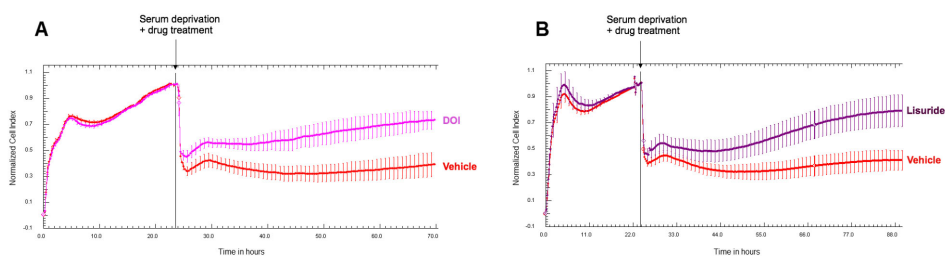 A
Serum deprivation
+ drug treatment
Normalized Cell Index
1.1
0.9
0.7
0.5
0.3
0.1
-0.1
0.0
10.0
20.0
30.0
40.0
50.0
60.0
70.0
Time in hours
DOI
Vehicle
B
Serum deprivation
+ drug treatment
Normalized Cell Index
1.1
0.9
0.7
0.5
0.3
0.1
-0.1
0.0
11.0
22.0
33.0
44.0
55.0
66.0
77.0
88.0
Time in hours
Lisuride
Vehicle